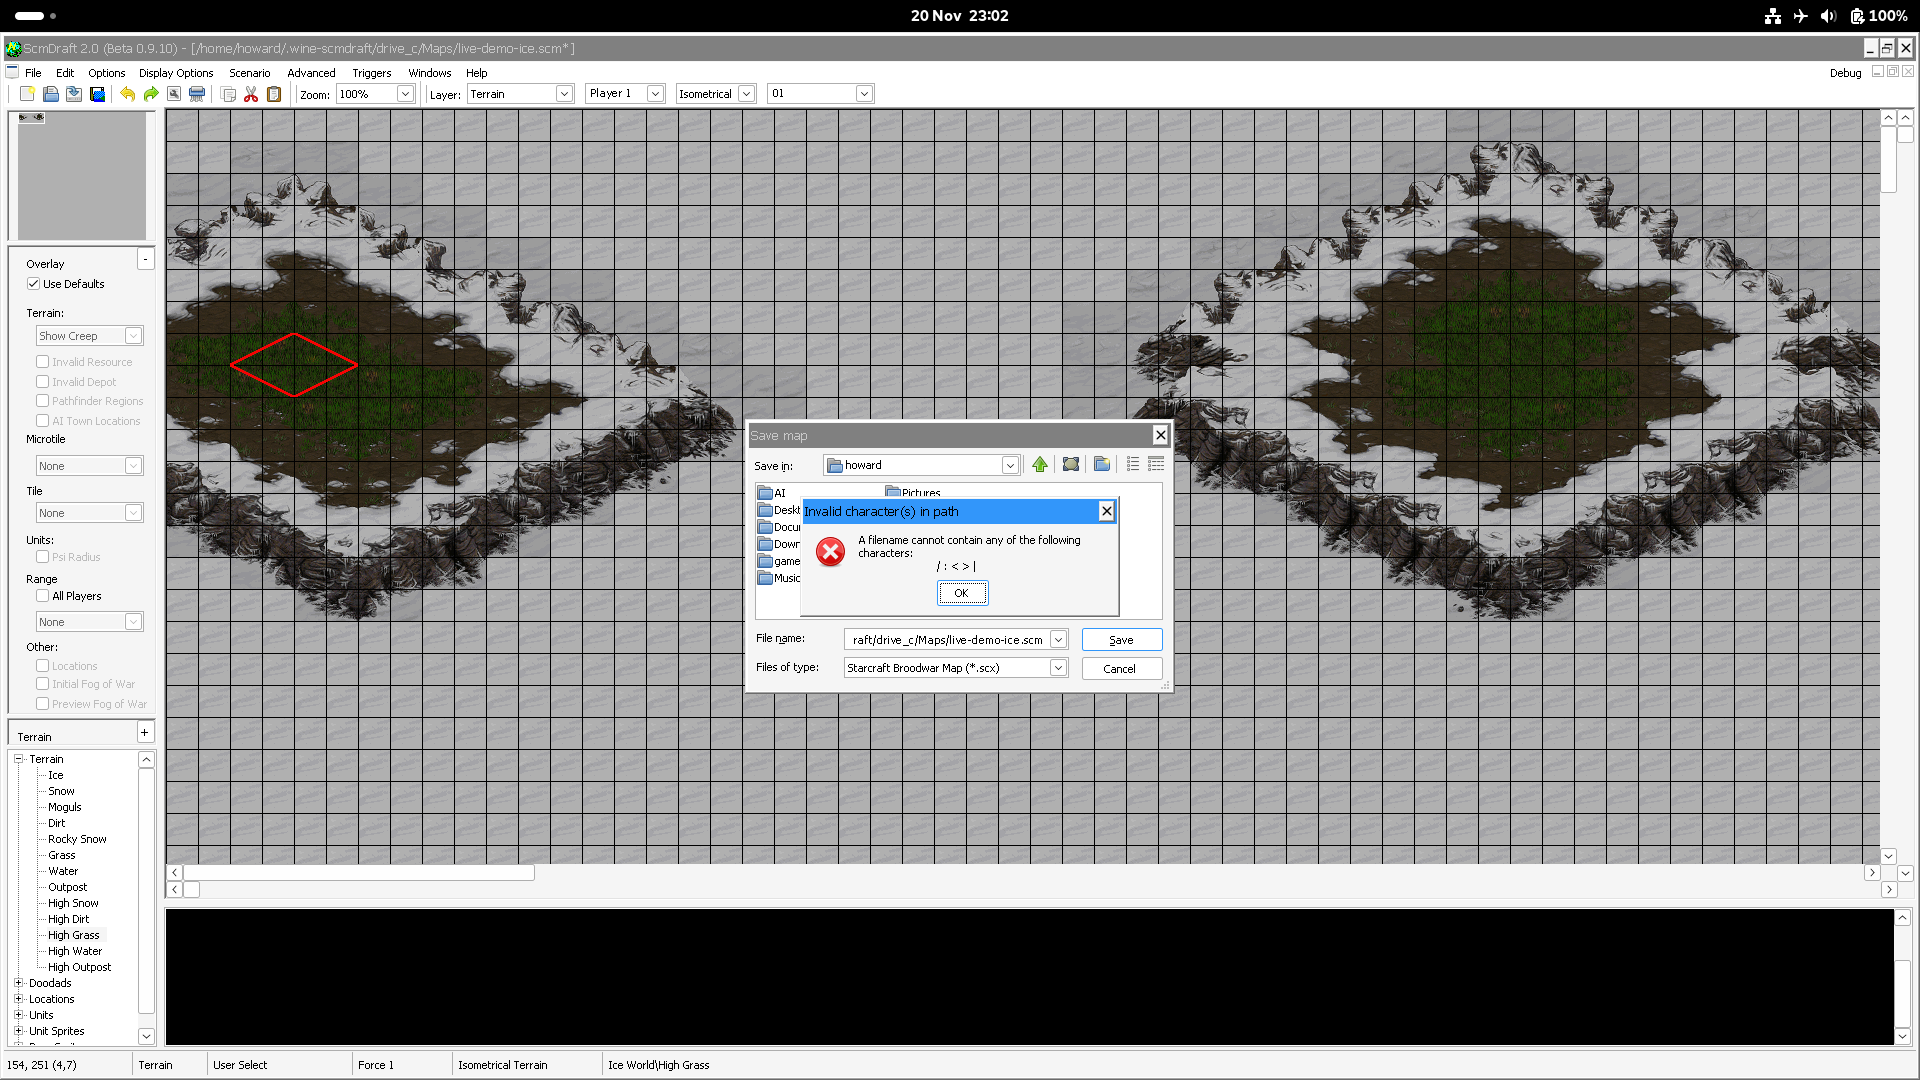 20 Nov 23:02
100%
ScmDraft 2.0 (Beta 0.9.10) - [/home/howard/.wine-scmdraft/drive_c/Maps/live-demo-ice.scm*]
File Edit Options Display Options Scenario Advanced Triggers Windows Help Debug
Zoom: 100% Layer: Terrain Player 1 Isometrical 01
Overlay
-
Use Defaults
Terrain:
Show Creep
Invalid Resource
Invalid Depot
Pathfinder Regions
AI Town Locations
Microtile
None
Tile
None
Units:
Psi Radius
Range
All Players
None
Other:
Locations
Initial Fog of War
Preview Fog of War
Terrain
+
Terrain
Ice
Snow
Moguls
Dirt
Rocky Snow
Grass
Water
Outpost
High Snow
High Dirt
High Grass
High Water
High Outpost
Doodads
Locations
Units
Unit Sprites
Save map
Save in: howard
AI Pictures
Deskt
Docu
Down
game
Music
Invalid character(s) in path
A filename cannot contain any of the following
characters:
/ : < > |
OK
File name: raft/drive_c/Maps/live-demo-ice.scm Save
Files of type: Starcraft Broodwar Map (*.scx) Cancel
154, 251 (4,7) Terrain User Select Force 1 Isometrical Terrain Ice World\High Grass